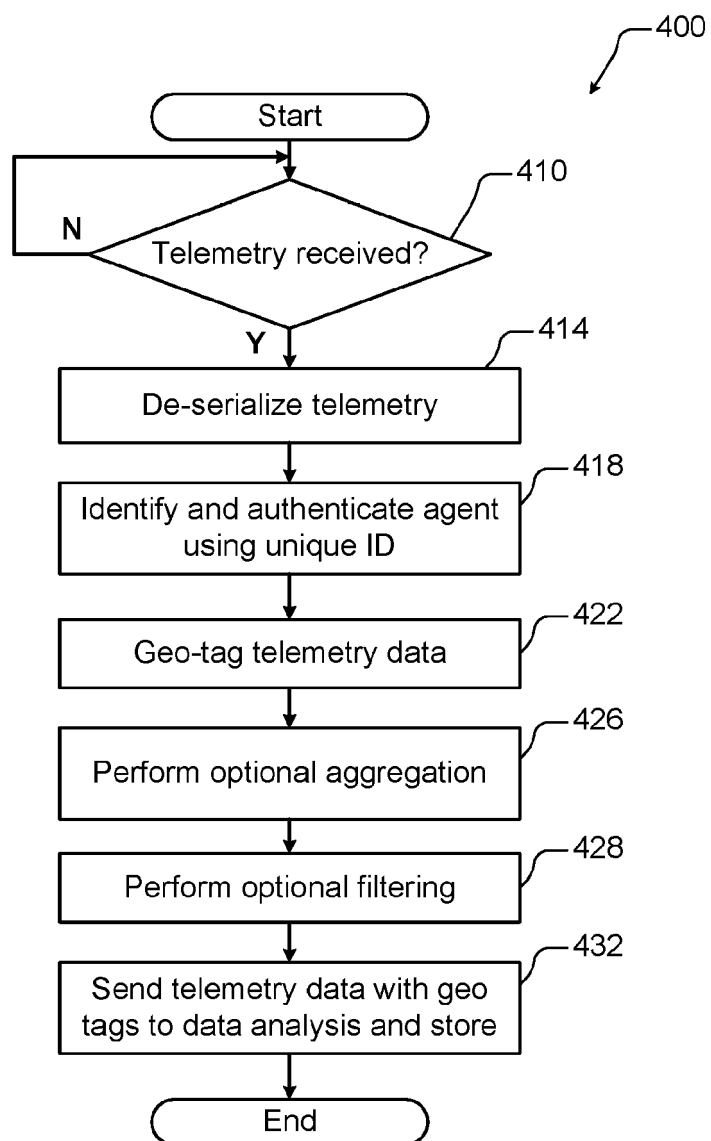 400
Start
410
N
Telemetry received?
Y
414
De-serialize telemetry
418
Identify and authenticate agent
using unique ID
422
Geo-tag telemetry data
426
Perform optional aggregation
428
Perform optional filtering
432
Send telemetry data with geo
tags to data analysis and store
End